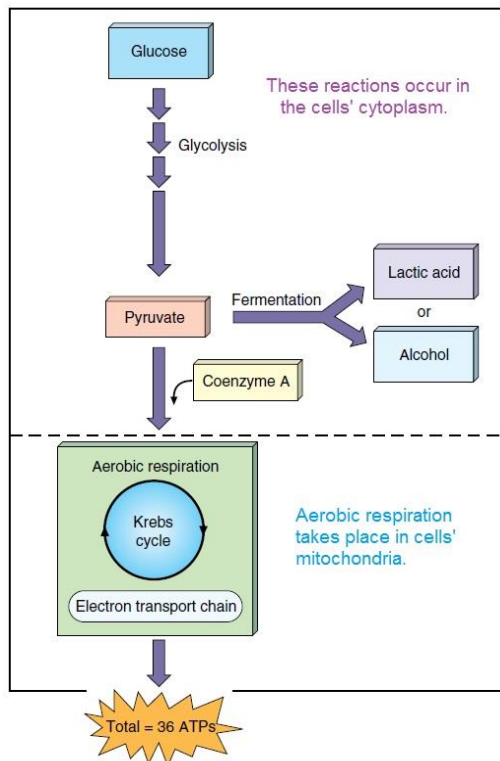 Glucose
These reactions occur in
the cells' cytoplasm.
Glycolysis
Lactic acid
Fermentation
or
Pyruvate
Alcohol
Coenzyme A
Aerobic respiration
Krebs
cycle
Aerobic respiration
takes place in cells'
mitochondria.
Electron transport chain
Total = 36 ATPs